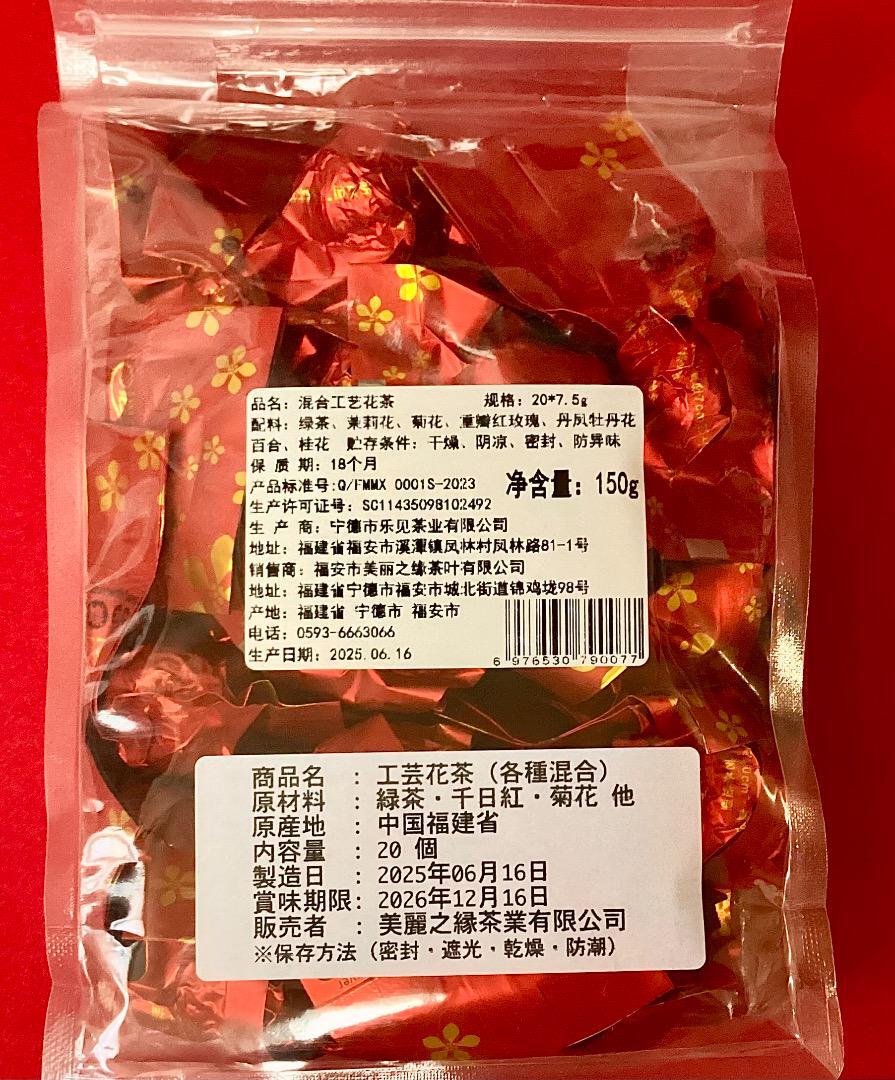 品名：混合工艺花茶 规格：20*7.5g
配料：绿茶、茉莉花、菊花、重瓣红玫瑰、丹凤牡丹花
百合、桂花 贮存条件：干燥、阴凉、密封、防异味
保 质 期：18个月
产品标准号:Q/FMMX 0001S-2023 净含量：150g
生产许可证号：SC11435098102492
生 产 商：宁德市乐见茶业有限公司
地址：福建省福安市溪潭镇凤林村凤林路81-1号
销售商：福安市美丽之缘茶叶有限公司
地址：福建省宁德市福安市城北街道锦鸡垅98号
产地：福建省 宁德市 福安市
电话：0593-6663066
生产日期：2025.06.16
6 976530 790077
商品名 ：工芸花茶（各種混合）
原材料 ：緑茶・千日紅・菊花 他
原産地 ：中国福建省
内容量 ：20 個
製造日 ：2025年06月16日
賞味期限：2026年12月16日
販売者 ：美麗之縁茶業有限公司
※保存方法（密封・遮光・乾燥・防潮）